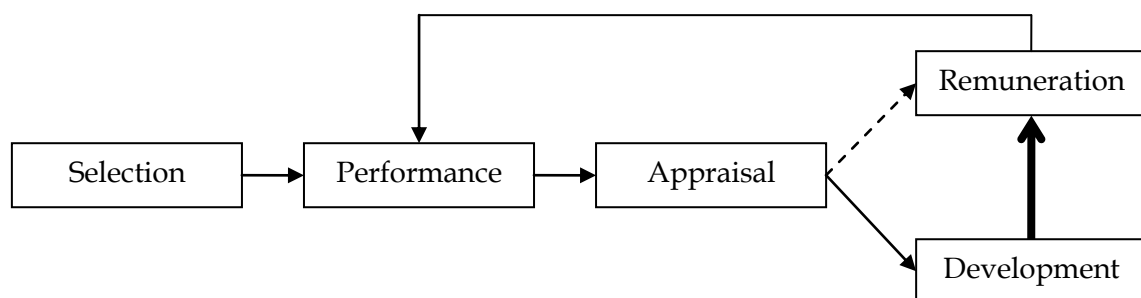 Remuneration
Selection
Performance
Appraisal
Development